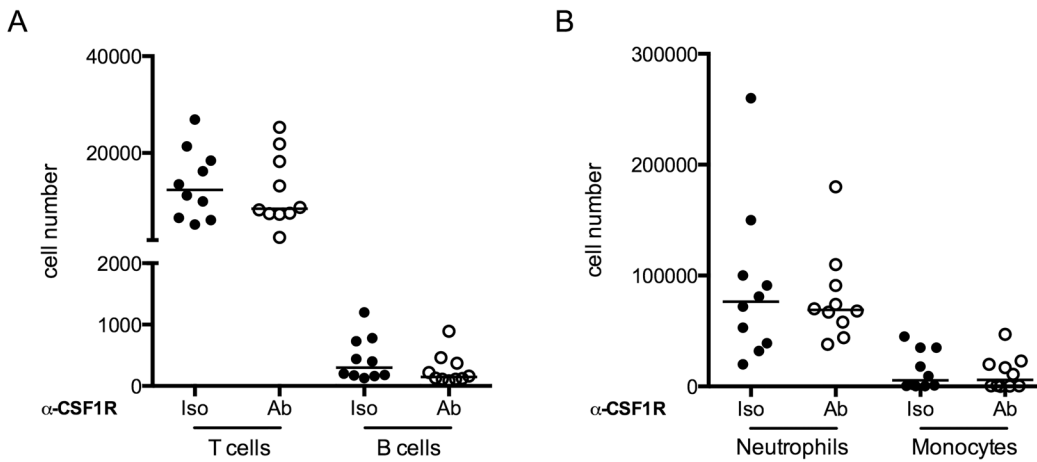 A
40000
20000
2000
1000
0
cell number
α-CSF1R
Iso
Ab
Iso
Ab
T cells
B cells
B
300000
200000
100000
0
cell number
α-CSF1R
Iso
Ab
Iso
Ab
Neutrophils
Monocytes